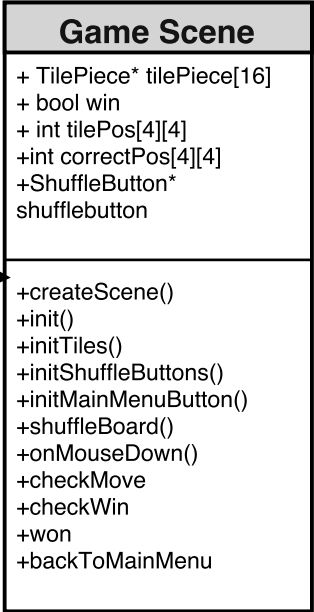 Game Scene
+ TilePiece* tilePiece[16]
+ bool win
+ int tilePos[4][4]
+int correctPos[4][4]
+ShuffleButton*
shufflebutton
+createScene()
+init()
+initTiles()
+initShuffleButtons()
+initMainMenuButton()
+shuffleBoard()
+onMouseDown()
+checkMove
+checkWin
+won
+backToMainMenu